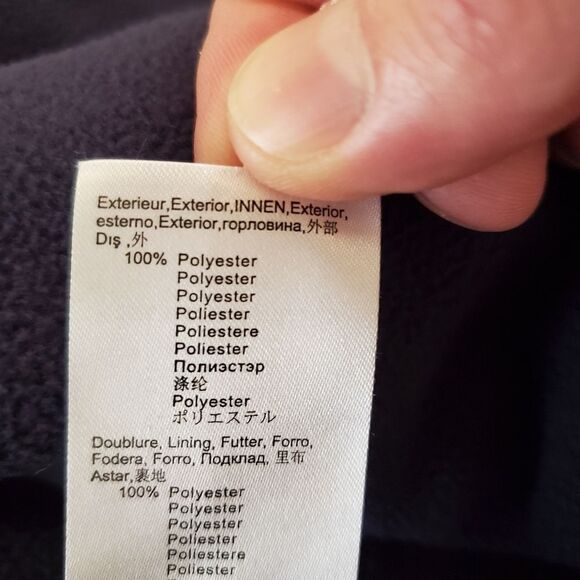 Exterieur,Exterior,INNEN,Exterior,
esterno,Exterior,горловина,外部
Dış ,外
100% Polyester
Polyester
Polyester
Poliester
Poliestere
Poliester
Полиэстэр
涤纶
Polyester
ポリエステル
Doublure, Lining, Futter, Forro,
Fodera, Forro, Подклад, 里布
Astar,裏地
100% Polyester
Polyester
Polyester
Poliester
Poliestere
Poliester